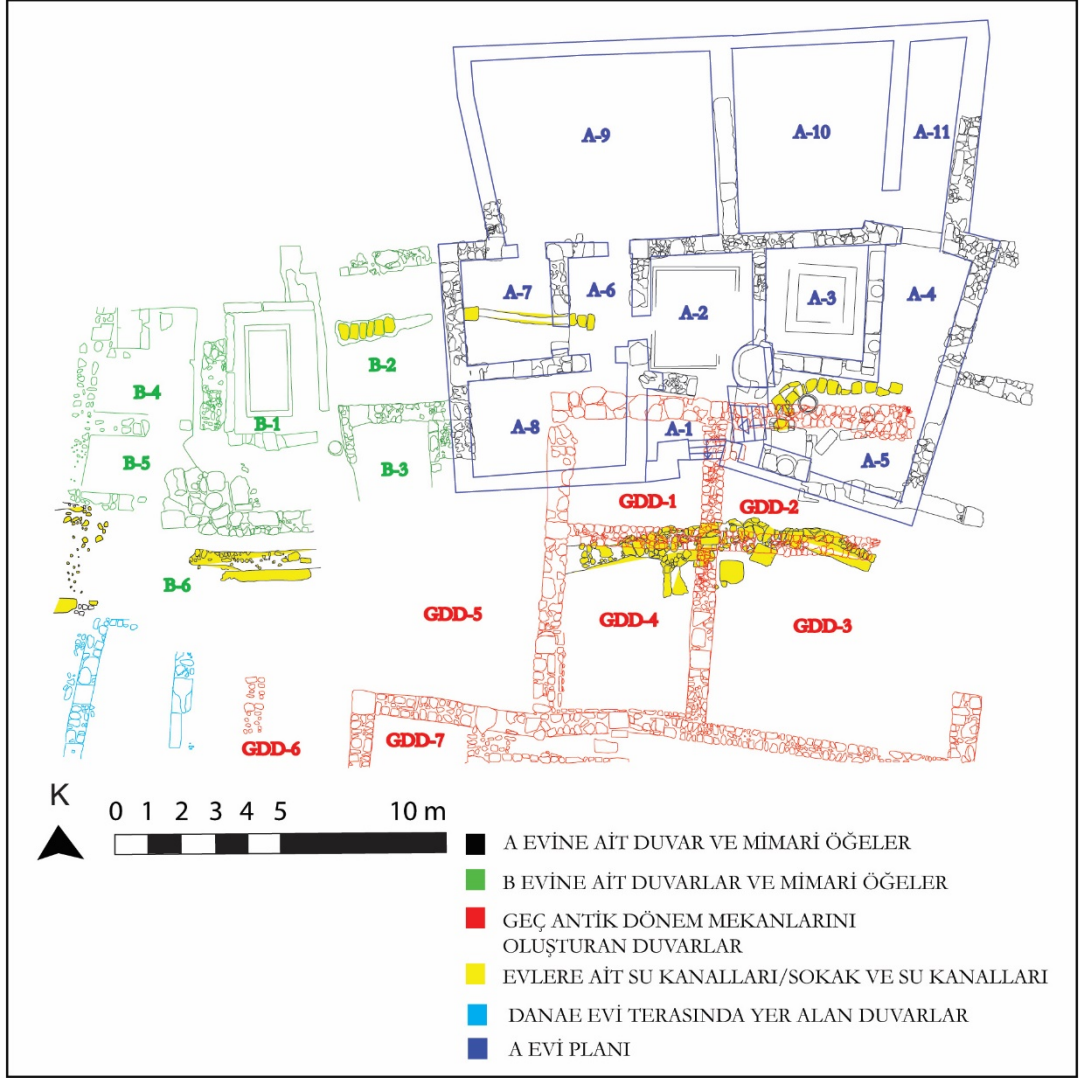 A-9
A-10
A-11
A-7
A-6
A-2
A-3
A-4
B-4
B-2
B-1
A-8
A-1
B-5
B-3
A-5
GDD-1
GDD-2
B-6
GDD-5
GDD-4
GDD-3
GDD-6
GDD-7
K
0 1 2 3 4 5 10 m
A EVİNE AİT DUVAR VE MİMARİ ÖĞELER
B EVİNE AİT DUVARLAR VE MİMARİ ÖĞELER
GEÇ ANTİK DÖNEM MEKANLARINI
OLUŞTURAN DUVARLAR
EVLERE AİT SU KANALLARI/SOKAK VE SU KANALLARI
DANAE EVİ TERASINDA YER ALAN DUVARLAR
A EVİ PLANI